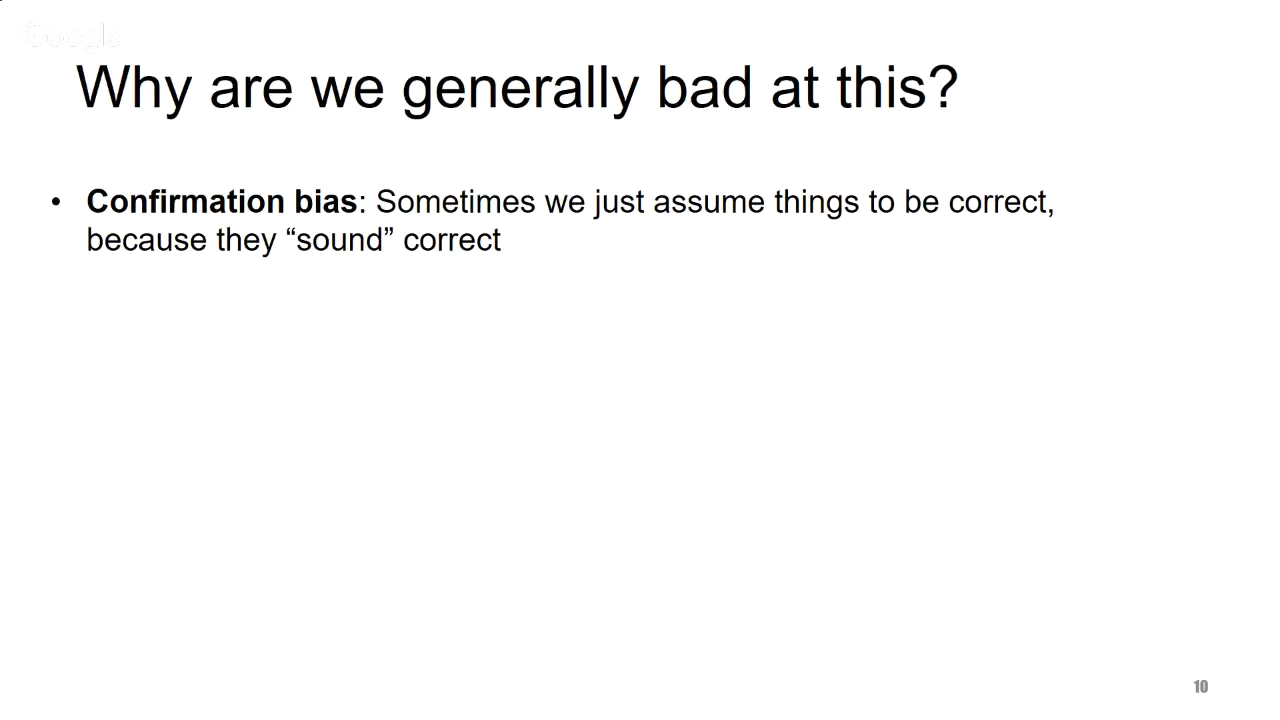 Google
Why are we generally bad at this?
• Confirmation bias: Sometimes we just assume things to be correct,
because they “sound” correct
10